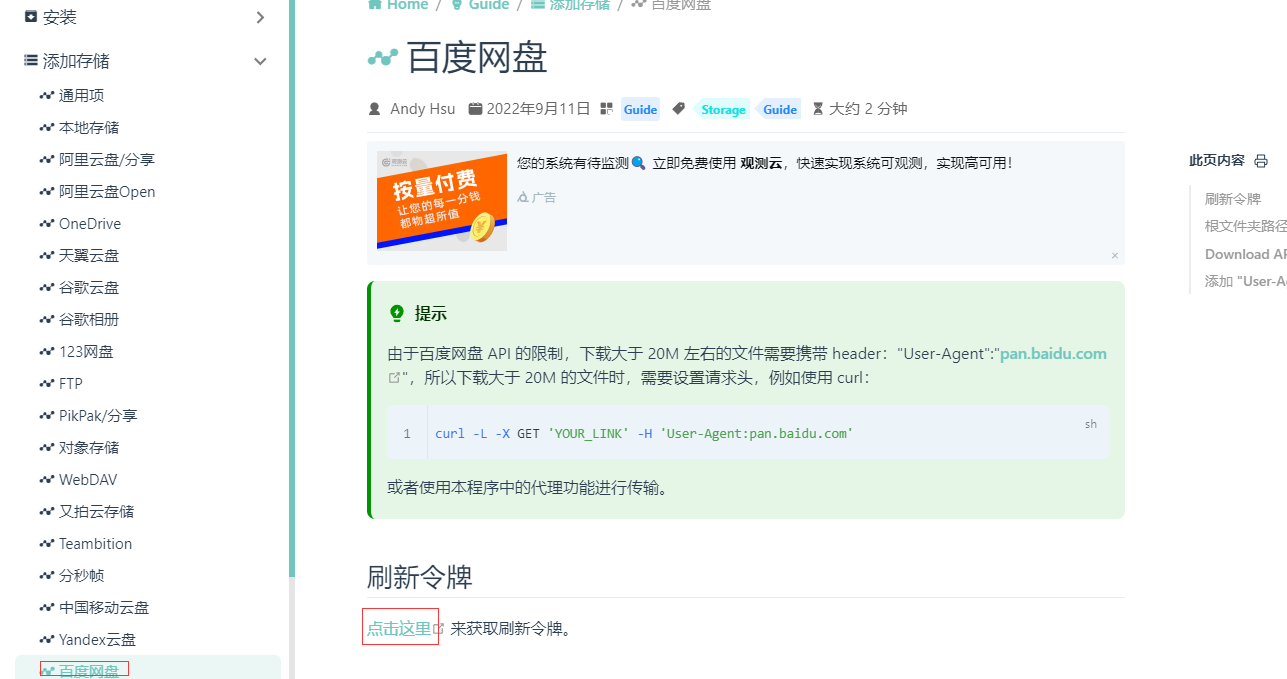 安装
添加存储
通用项
本地存储
阿里云盘/分享
阿里云盘Open
OneDrive
天翼云盘
谷歌云盘
谷歌相册
123网盘
FTP
PikPak/分享
对象存储
WebDAV
又拍云存储
Teambition
分秒帧
中国移动云盘
Yandex云盘
百度网盘
Home / Guide / 添加存储 / 百度网盘
百度网盘
Andy Hsu 2022年9月11日 Guide Storage Guide 大约 2 分钟
观测云
按量付费
让您的每一分钱
都物超所值
您的系统有待监测🔍 立即免费使用 观测云，快速实现系统可观测，实现高可用！
广告
×
提示
由于百度网盘 API 的限制，下载大于 20M 左右的文件需要携带 header："User-Agent":"pan.baidu.com
"，所以下载大于 20M 的文件时，需要设置请求头，例如使用 curl：
sh
1 curl -L -X GET 'YOUR_LINK' -H 'User-Agent:pan.baidu.com'
或者使用本程序中的代理功能进行传输。
刷新令牌
点击这里 来获取刷新令牌。
此页内容
刷新令牌
根文件夹路径
Download AP
添加 "User-A